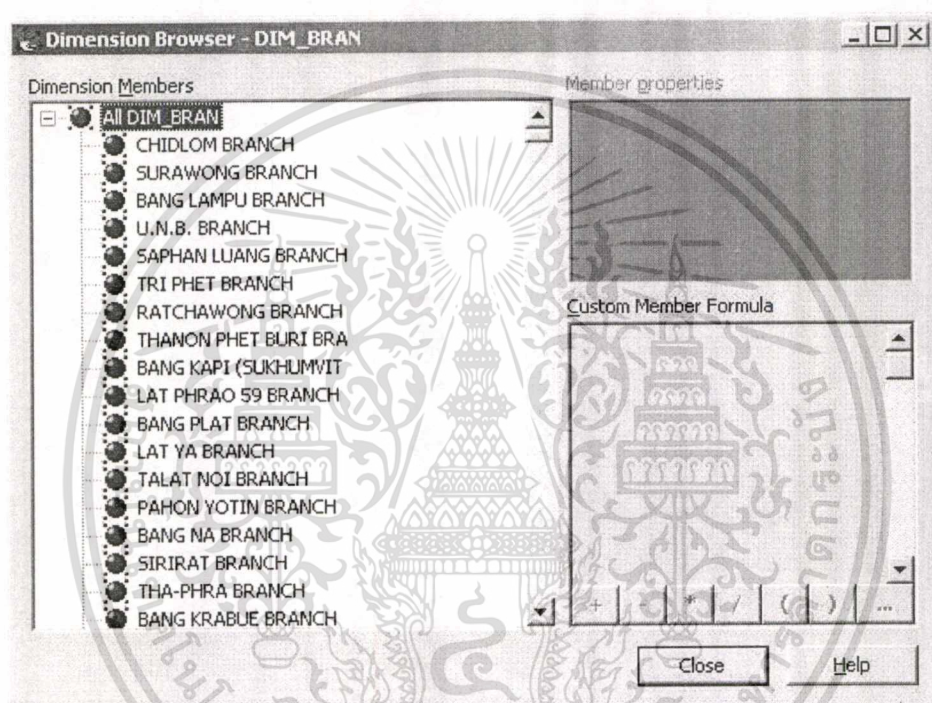 Dimension Browser - DIM_BRAN
Dimension Members
All DIM_BRAN
CHIDLOM BRANCH
SURAWONG BRANCH
BANG LAMPU BRANCH
U.N.B. BRANCH
SAPHAN LUANG BRANCH
TRI PHET BRANCH
RATCHAWONG BRANCH
THANON PHET BURI BRA
BANG KAPI (SUKHUMVIT
LAT PHRAO 59 BRANCH
BANG PLAT BRANCH
LAT YA BRANCH
TALAT NOI BRANCH
PAHON YOTIN BRANCH
BANG NA BRANCH
SIRIRAT BRANCH
THA-PHRA BRANCH
BANG KRABUE BRANCH
Member properties
Custom Member Formula
+ - * / ( ) ...
Close Help